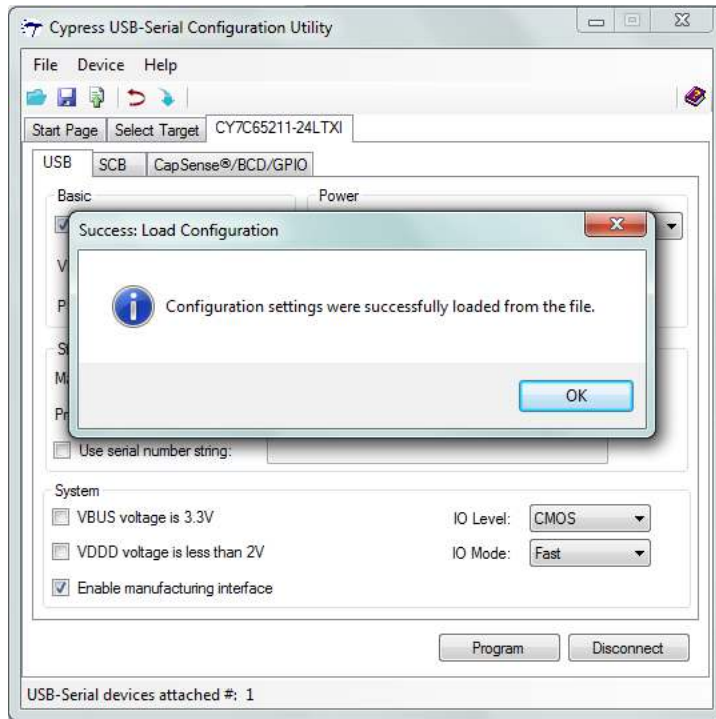 Cypress USB-Serial Configuration Utility
File Device Help
Start Page Select Target CY7C65211-24LTXI
USB SCB CapSense®/BCD/GPIO
Basic Power
Success: Load Configuration
Configuration settings were successfully loaded from the file.
OK
Use serial number string:
System
VBUS voltage is 3.3V IO Level: CMOS
VDDD voltage is less than 2V IO Mode: Fast
Enable manufacturing interface
Program Disconnect
USB-Serial devices attached #: 1